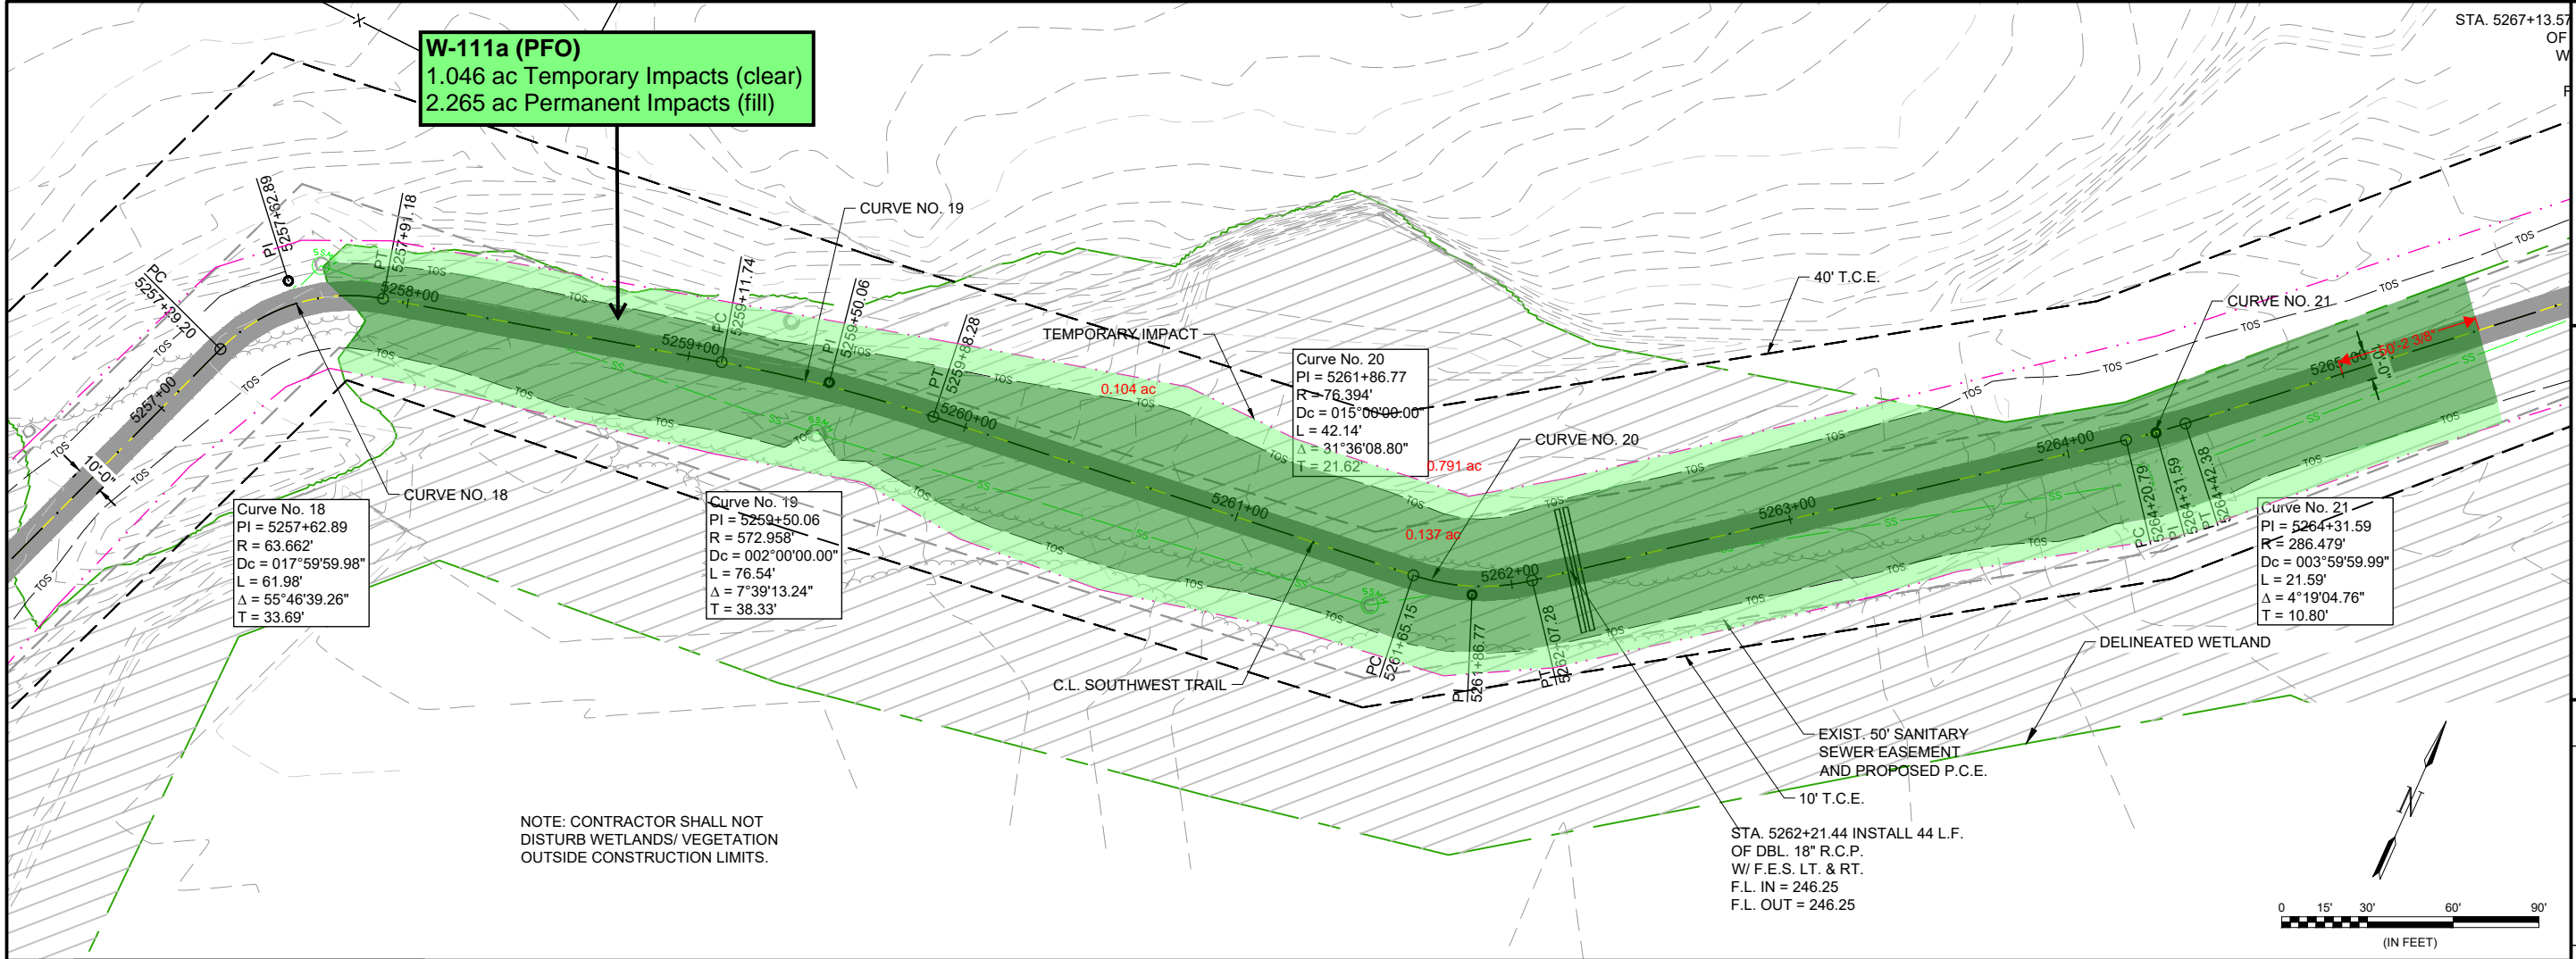 W-111a (PFO)
1.046 ac Temporary Impacts (clear)
2.265 ac Permanent Impacts (fill)
STA. 5267+13.57
OF
W
F
X
PI
5257+62.89
PT
5257+91.18
PC
5257+29.20
CURVE NO. 19
PC
5259+11.74
PI
5259+50.06
PT
5259+88.28
TEMPORARY IMPACT
40' T.C.E.
CURVE NO. 21
0.104 ac
0.791 ac
0.137 ac
50'-2 3/8"
10'-0"
5257+00
5258+00
5259+00
5260+00
5261+00
5262+00
5263+00
5264+00
5265+00
TOS
SS
SSMH
CURVE NO. 18
CURVE NO. 20
Curve No. 18
PI = 5257+62.89
R = 63.662'
Dc = 017°59'59.98"
L = 61.98'
Δ = 55°46'39.26"
T = 33.69'
Curve No. 19
PI = 5259+50.06
R = 572.958'
Dc = 002°00'00.00"
L = 76.54'
Δ = 7°39'13.24"
T = 38.33'
Curve No. 20
PI = 5261+86.77
R = 76.394'
Dc = 015°00'00.00"
L = 42.14'
Δ = 31°36'08.80"
T = 21.62'
Curve No. 21
PI = 5264+31.59
R = 286.479'
Dc = 003°59'59.99"
L = 21.59'
Δ = 4°19'04.76"
T = 10.80'
PC
5261+65.15
PI
5261+86.77
PT
5262+07.28
PC
5264+20.79
PI
5264+31.59
PT
5264+42.38
C.L. SOUTHWEST TRAIL
DELINEATED WETLAND
EXIST. 50' SANITARY
SEWER EASEMENT
AND PROPOSED P.C.E.
10' T.C.E.
STA. 5262+21.44 INSTALL 44 L.F.
OF DBL. 18" R.C.P.
W/ F.E.S. LT. & RT.
F.L. IN = 246.25
F.L. OUT = 246.25
NOTE: CONTRACTOR SHALL NOT
DISTURB WETLANDS/ VEGETATION
OUTSIDE CONSTRUCTION LIMITS.
N
0 15' 30' 60' 90'
(IN FEET)